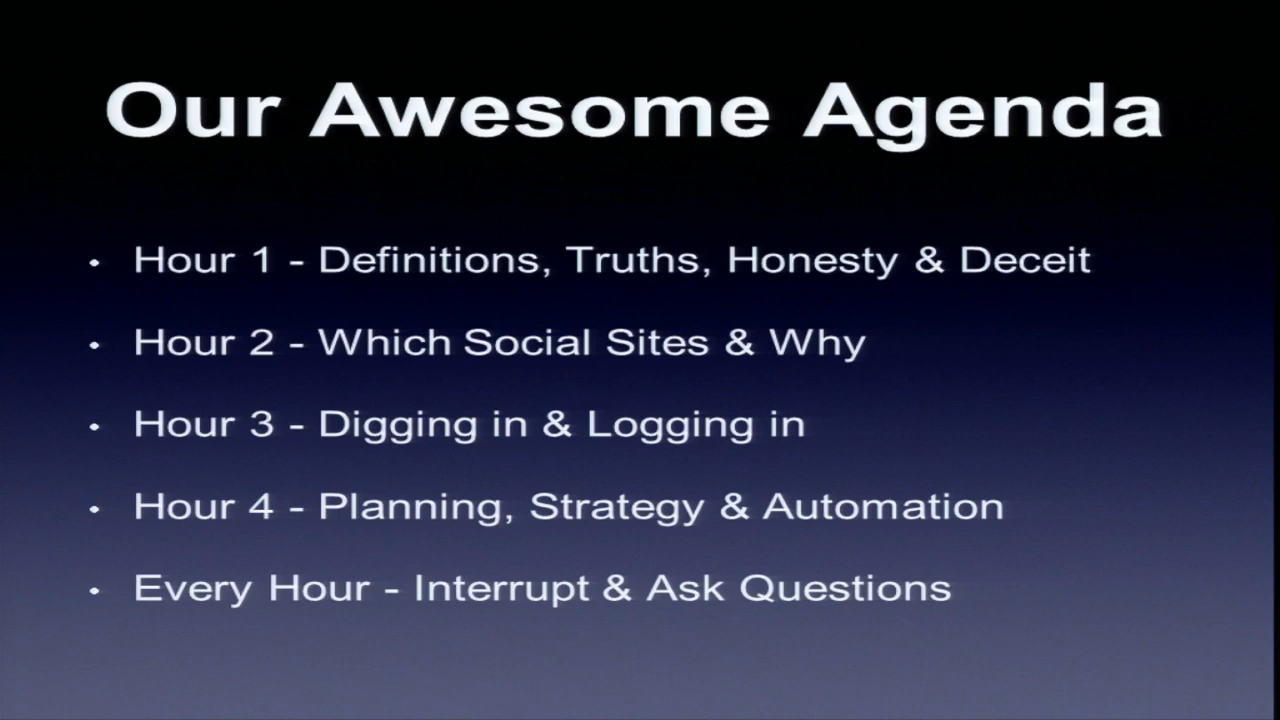 Our Awesome Agenda
• Hour 1 - Definitions, Truths, Honesty & Deceit
• Hour 2 - Which Social Sites & Why
• Hour 3 - Digging in & Logging in
• Hour 4 - Planning, Strategy & Automation
• Every Hour - Interrupt & Ask Questions